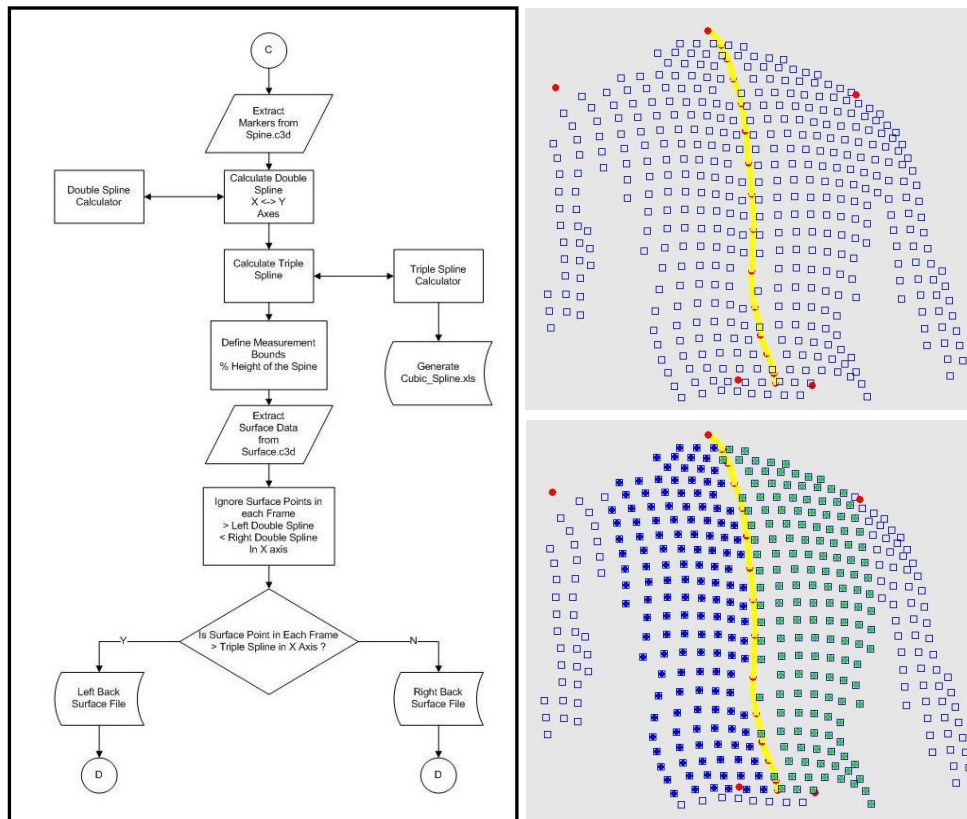 C
Extract
Markers from
Spine.c3d
Double Spline
Calculator
Calculate Double
Spline
X <-> Y
Axes
Calculate Triple
Spline
Triple Spline
Calculator
Define Measurement
Bounds
% Height of the Spine
Generate
Cubic_Spline.xls
Extract
Surface Data
from
Surface.c3d
Ignore Surface Points in
each Frame
> Left Double Spline
< Right Double Spline
In X axis
Is Surface Point in Each Frame
> Triple Spline in X Axis ?
Y
N
Left Back
Surface File
Right Back
Surface File
D
D